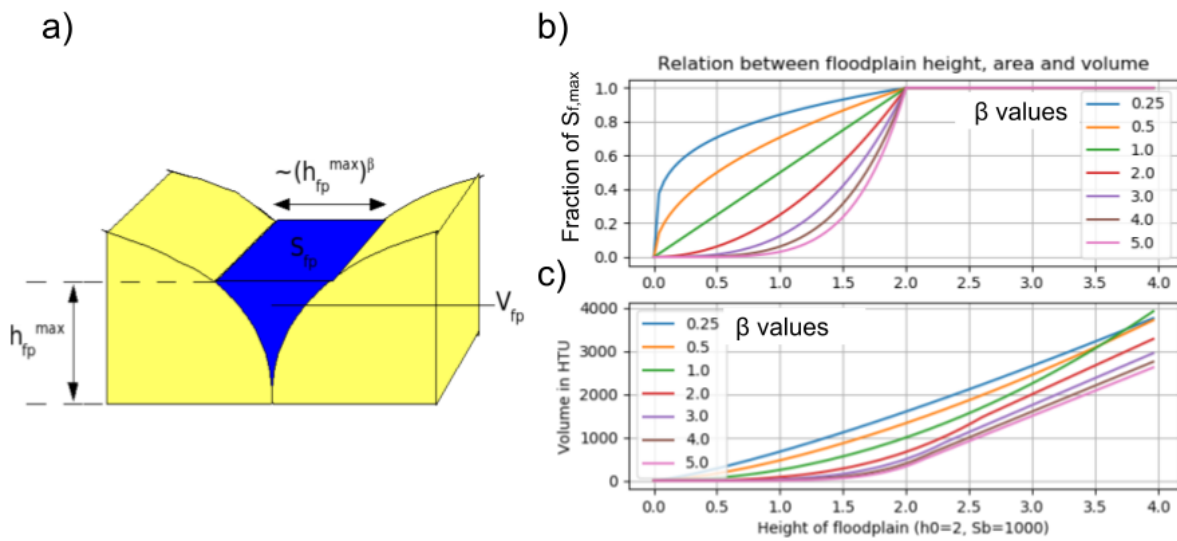 a)
~(h_fp^max)^β
S_fp
V_fp
h_fp^max
b)
Relation between floodplain height, area and volume
Fraction of S_f,max
1.0
0.8
0.6
0.4
0.2
0.0
β values
0.25
0.5
1.0
2.0
3.0
4.0
5.0
0.0 0.5 1.0 1.5 2.0 2.5 3.0 3.5 4.0
c)
Volume in HTU
4000
3000
2000
1000
0
β values
0.25
0.5
1.0
2.0
3.0
4.0
5.0
0.0 0.5 1.0 1.5 2.0 2.5 3.0 3.5 4.0
Height of floodplain (h0=2, Sb=1000)